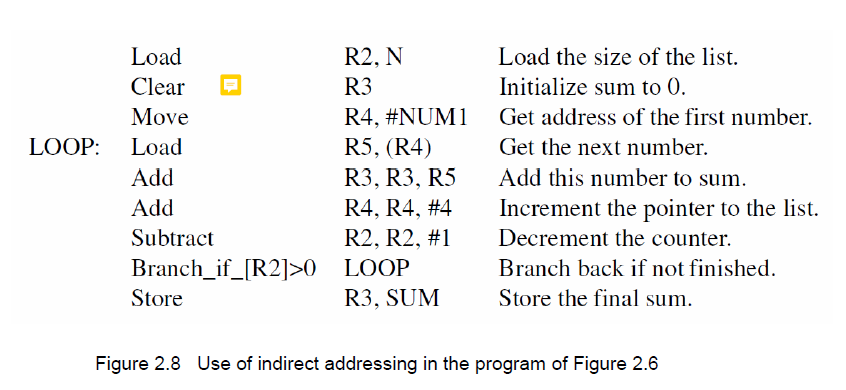 Load R2, N Load the size of the list.
Clear R3 Initialize sum to 0.
Move R4, #NUM1 Get address of the first number.
LOOP: Load R5, (R4) Get the next number.
Add R3, R3, R5 Add this number to sum.
Add R4, R4, #4 Increment the pointer to the list.
Subtract R2, R2, #1 Decrement the counter.
Branch_if_[R2]>0 LOOP Branch back if not finished.
Store R3, SUM Store the final sum.
Figure 2.8 Use of indirect addressing in the program of Figure 2.6